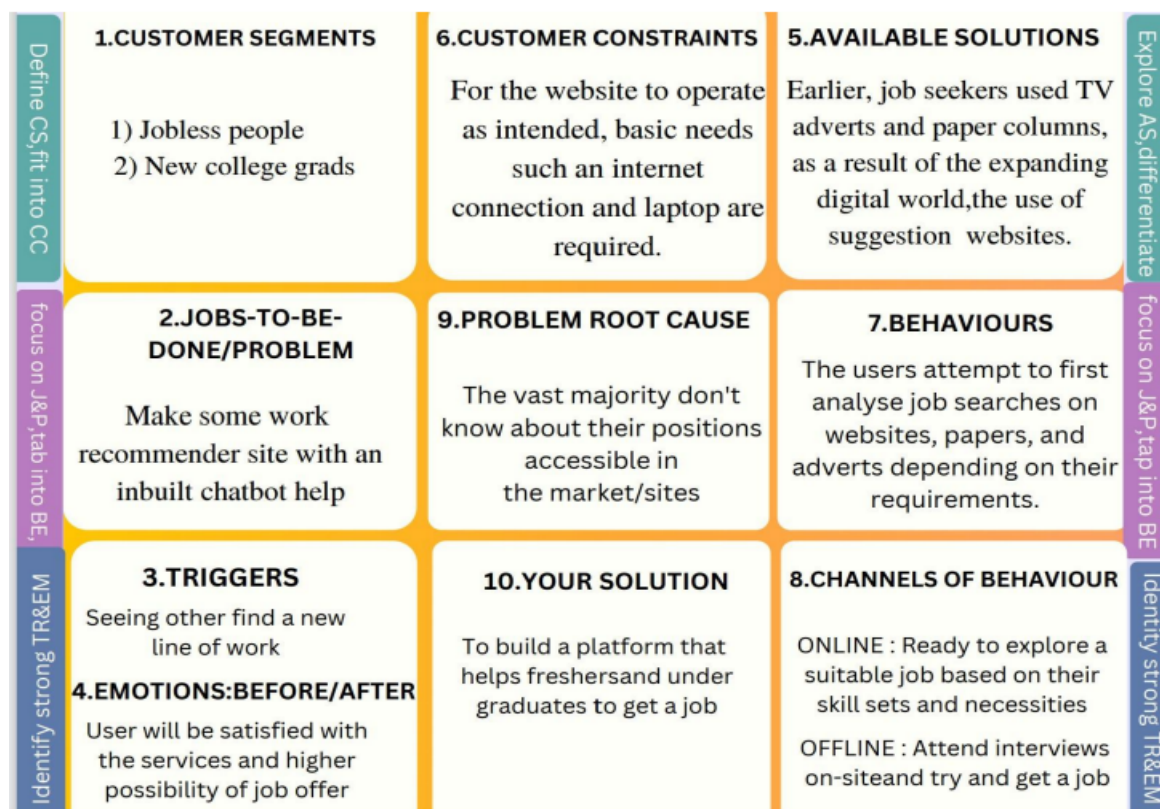 Define CS,fit into CC
1.CUSTOMER SEGMENTS
1) Jobless people
2) New college grads
6.CUSTOMER CONSTRAINTS
For the website to operate
as intended, basic needs
such an internet
connection and laptop are
required.
5.AVAILABLE SOLUTIONS
Earlier, job seekers used TV
adverts and paper columns,
as a result of the expanding
digital world,the use of
suggestion websites.
Explore AS,differentiate
focus on J&P,tab into BE,
2.JOBS-TO-BE-
DONE/PROBLEM
Make some work
recommender site with an
inbuilt chatbot help
9.PROBLEM ROOT CAUSE
The vast majority don't
know about their positions
accessible in
the market/sites
7.BEHAVIOURS
The users attempt to first
analyse job searches on
websites, papers, and
adverts depending on their
requirements.
focus on J&P,tap into BE
Identify strong TR&EM
3.TRIGGERS
Seeing other find a new
line of work
4.EMOTIONS:BEFORE/AFTER
User will be satisfied with
the services and higher
possibility of job offer
10.YOUR SOLUTION
To build a platform that
helps freshersand under
graduates to get a job
8.CHANNELS OF BEHAVIOUR
ONLINE : Ready to explore a
suitable job based on their
skill sets and necessities
OFFLINE : Attend interviews
on-siteand try and get a job
Identity strong TR&EM